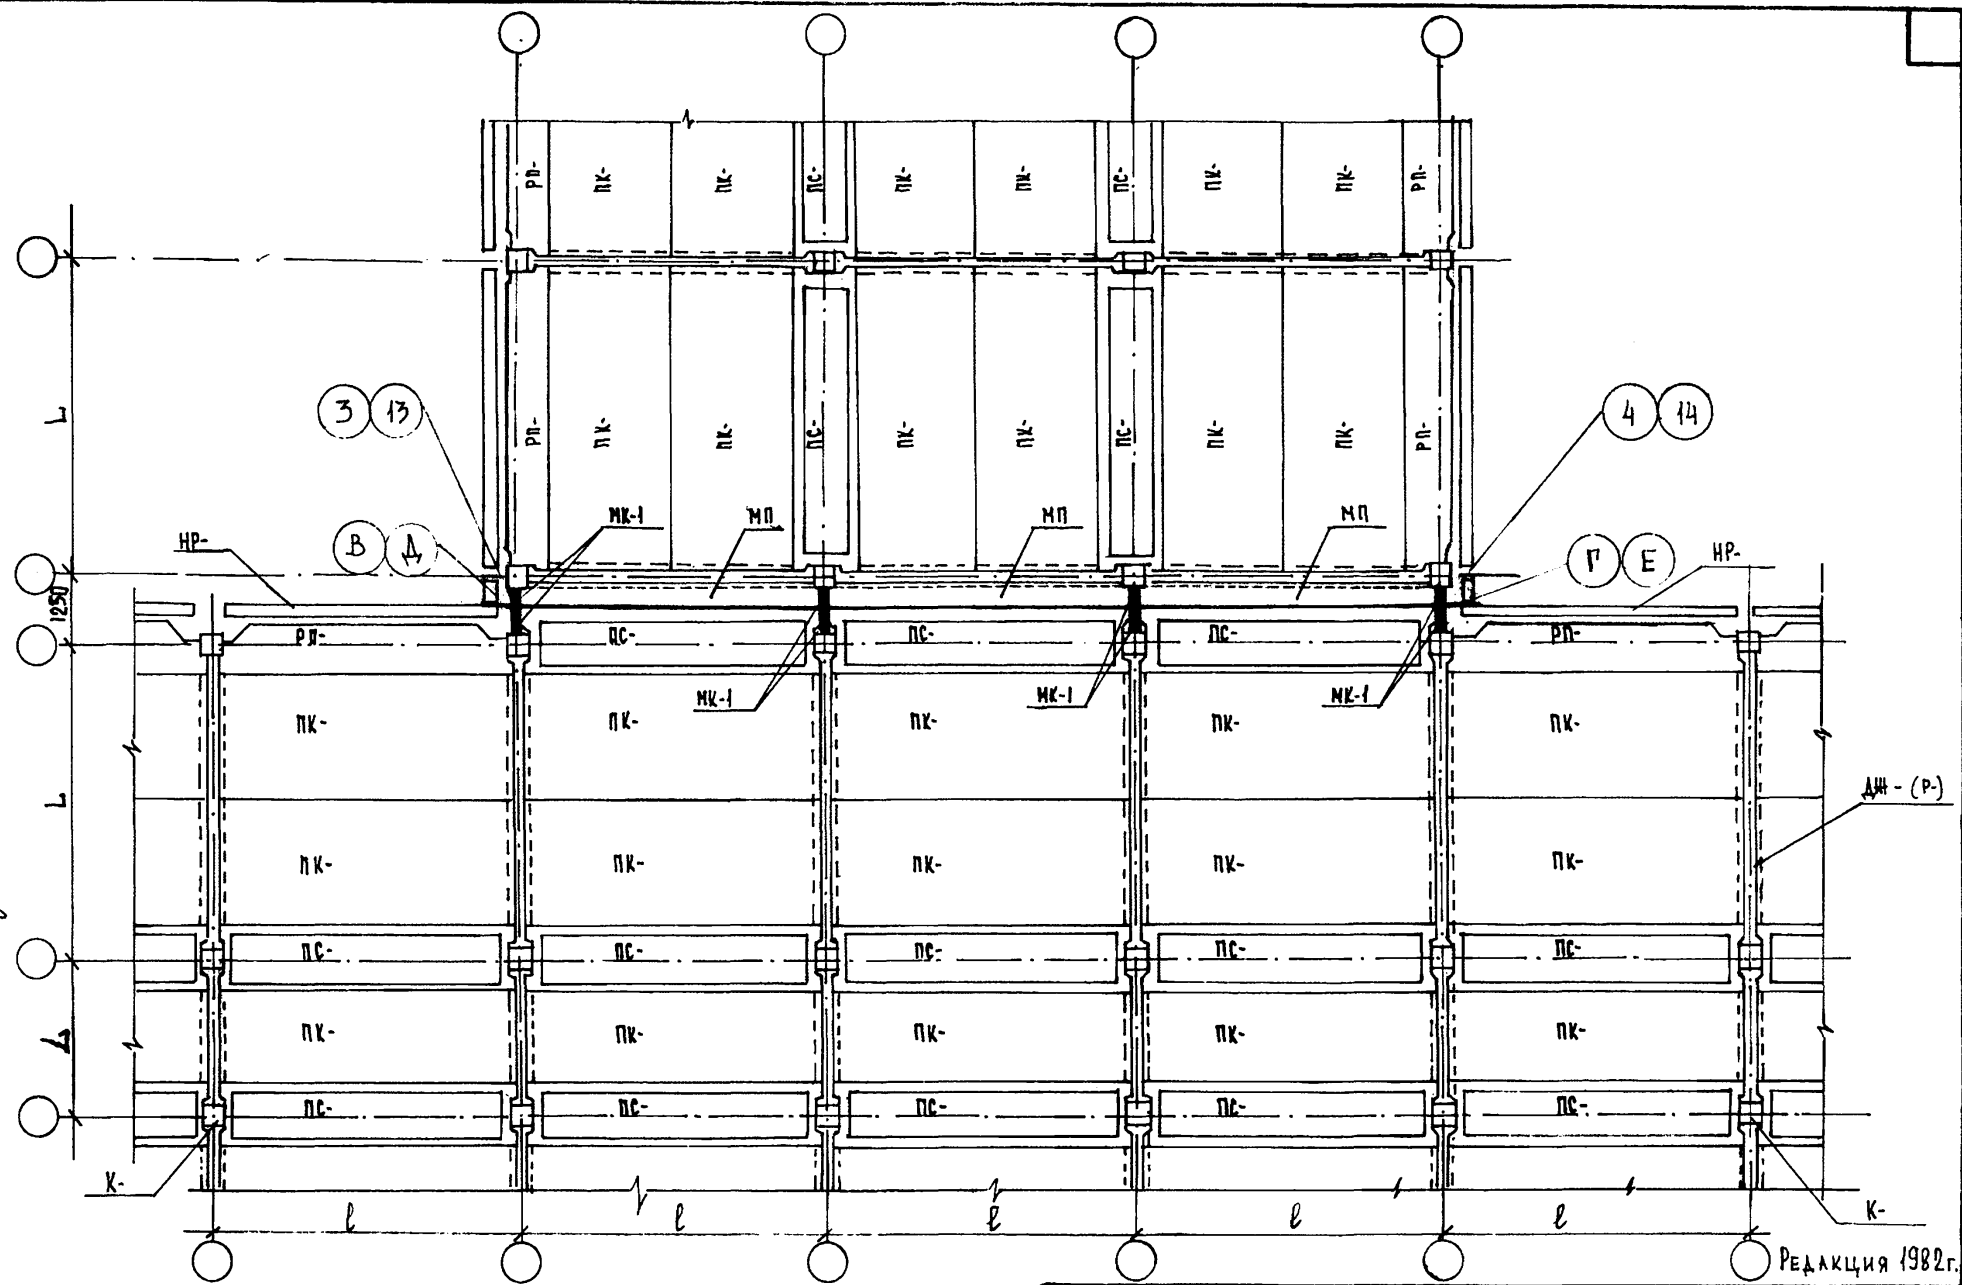 РП- ПК- ПК- ПС- ПК- ПК- ПС- ПК- ПК- РП-
3 13 4 14
L РП- ПК- ПК- ПС- ПК- ПК- ПС- ПК- ПК- РП-
МК-1 МП МП МП
НР- В Д Г Е НР-
1250
РП- ПС- ПС- ПС- РП-
МК-1 МК-1 МК-1
ПК- ПК- ПК- ПК- ПК-
L ДЖ-(Р-)
ПК- ПК- ПК- ПК- ПК-
ПС- ПС- ПС- ПС- ПС-
L ПК- ПК- ПК- ПК- ПК-
ПС- ПС- ПС- ПС- ПС-
К- К-
ℓ ℓ ℓ ℓ ℓ
РЕДАКЦИЯ 1982г.